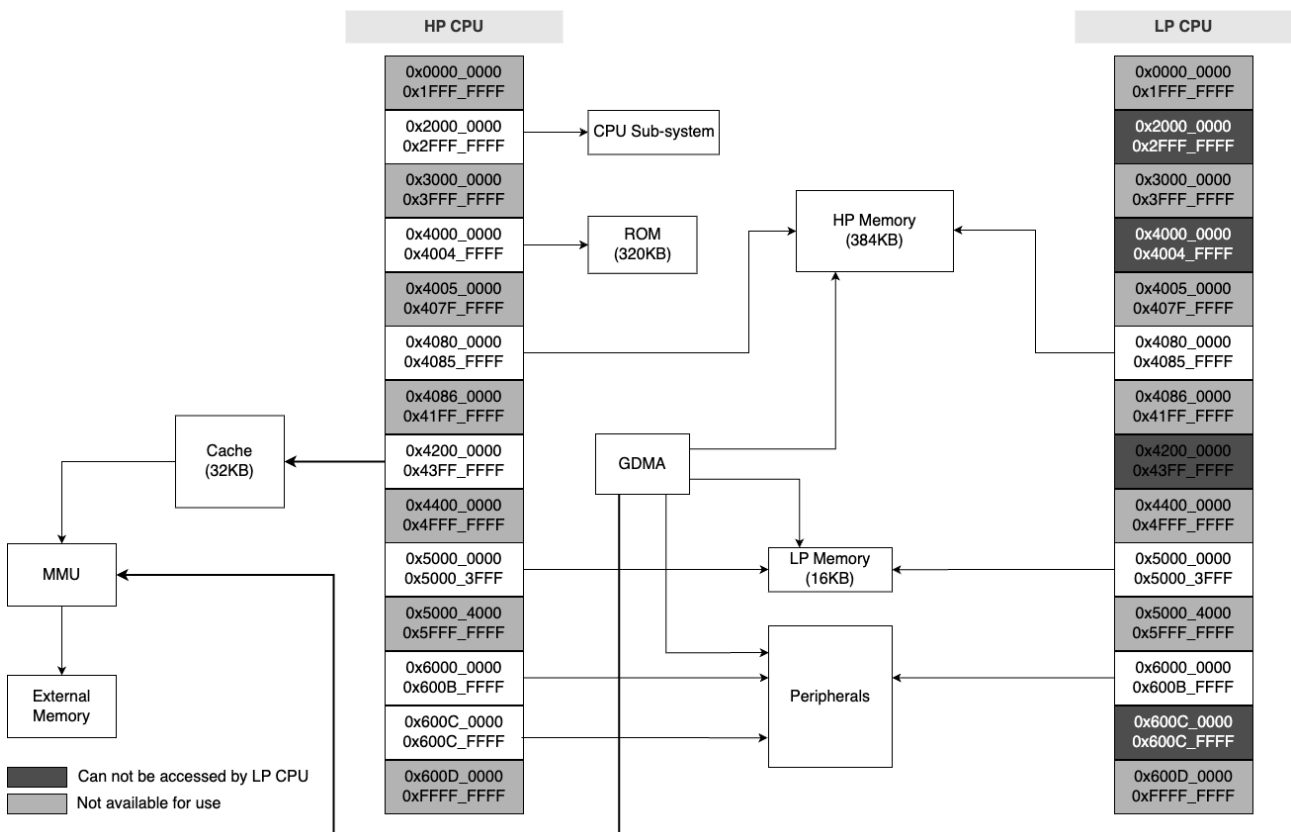 HP CPU
LP CPU
0x0000_0000
0x1FFF_FFFF
0x2000_0000
0x2FFF_FFFF
0x3000_0000
0x3FFF_FFFF
0x4000_0000
0x4004_FFFF
0x4005_0000
0x407F_FFFF
0x4080_0000
0x4085_FFFF
0x4086_0000
0x41FF_FFFF
0x4200_0000
0x43FF_FFFF
0x4400_0000
0x4FFF_FFFF
0x5000_0000
0x5000_3FFF
0x5000_4000
0x5FFF_FFFF
0x6000_0000
0x600B_FFFF
0x600C_0000
0x600C_FFFF
0x600D_0000
0xFFFF_FFFF
CPU Sub-system
ROM
(320KB)
HP Memory
(384KB)
Cache
(32KB)
GDMA
MMU
LP Memory
(16KB)
External
Memory
Peripherals
0x0000_0000
0x1FFF_FFFF
0x2000_0000
0x2FFF_FFFF
0x3000_0000
0x3FFF_FFFF
0x4000_0000
0x4004_FFFF
0x4005_0000
0x407F_FFFF
0x4080_0000
0x4085_FFFF
0x4086_0000
0x41FF_FFFF
0x4200_0000
0x43FF_FFFF
0x4400_0000
0x4FFF_FFFF
0x5000_0000
0x5000_3FFF
0x5000_4000
0x5FFF_FFFF
0x6000_0000
0x600B_FFFF
0x600C_0000
0x600C_FFFF
0x600D_0000
0xFFFF_FFFF
Can not be accessed by LP CPU
Not available for use